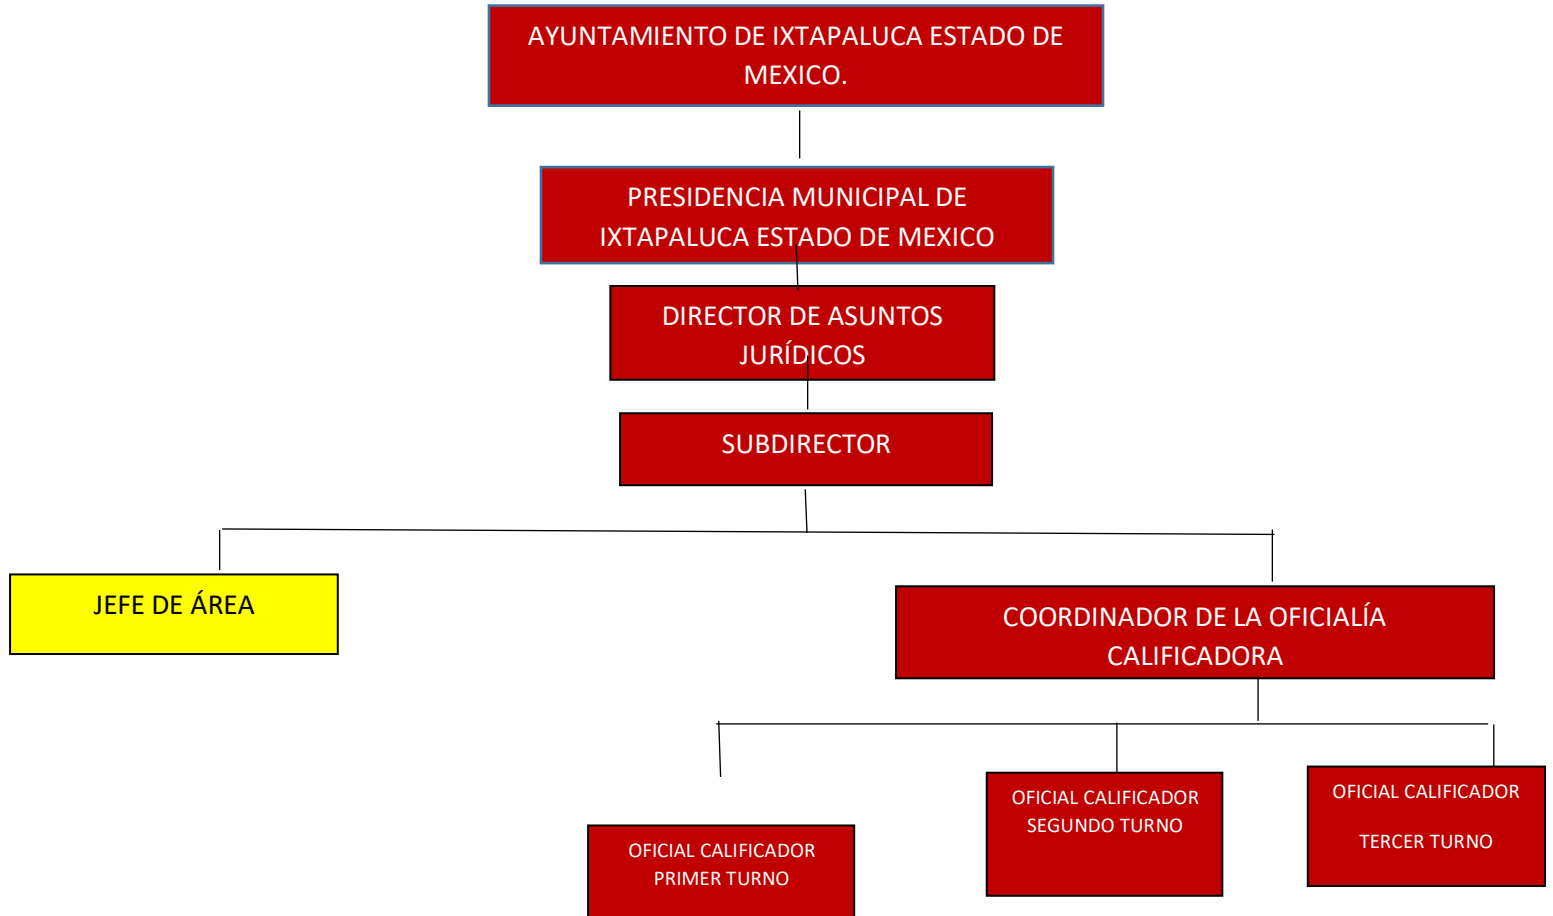 AYUNTAMIENTO DE IXTAPALUCA ESTADO DE
MEXICO.
PRESIDENCIA MUNICIPAL DE
IXTAPALUCA ESTADO DE MEXICO
DIRECTOR DE ASUNTOS
JURÍDICOS
SUBDIRECTOR
JEFE DE ÁREA
COORDINADOR DE LA OFICIALÍA
CALIFICADORA
OFICIAL CALIFICADOR
PRIMER TURNO
OFICIAL CALIFICADOR
SEGUNDO TURNO
OFICIAL CALIFICADOR
TERCER TURNO